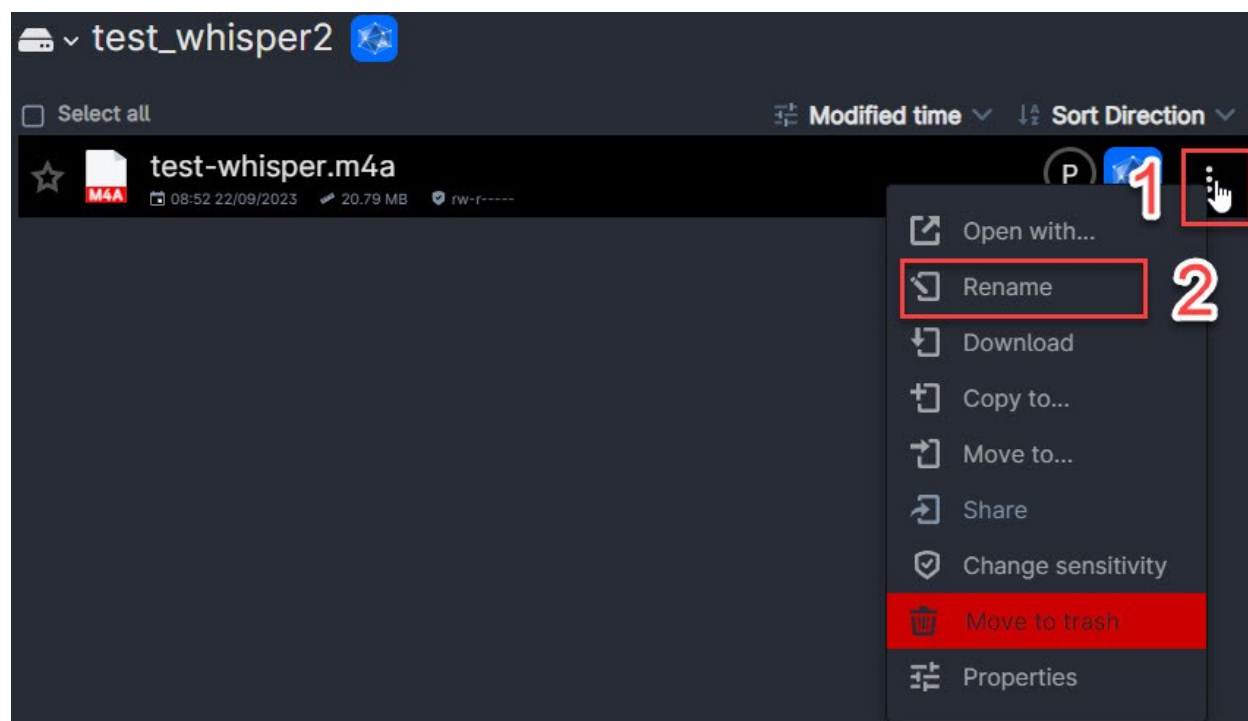 test_whisper2
Select all
Modified time
Sort Direction
test-whisper.m4a
M4A
08:52 22/09/2023 20.79 MB rw-r-----
P
1
Open with...
Rename
2
Download
Copy to...
Move to...
Share
Change sensitivity
Move to trash
Properties